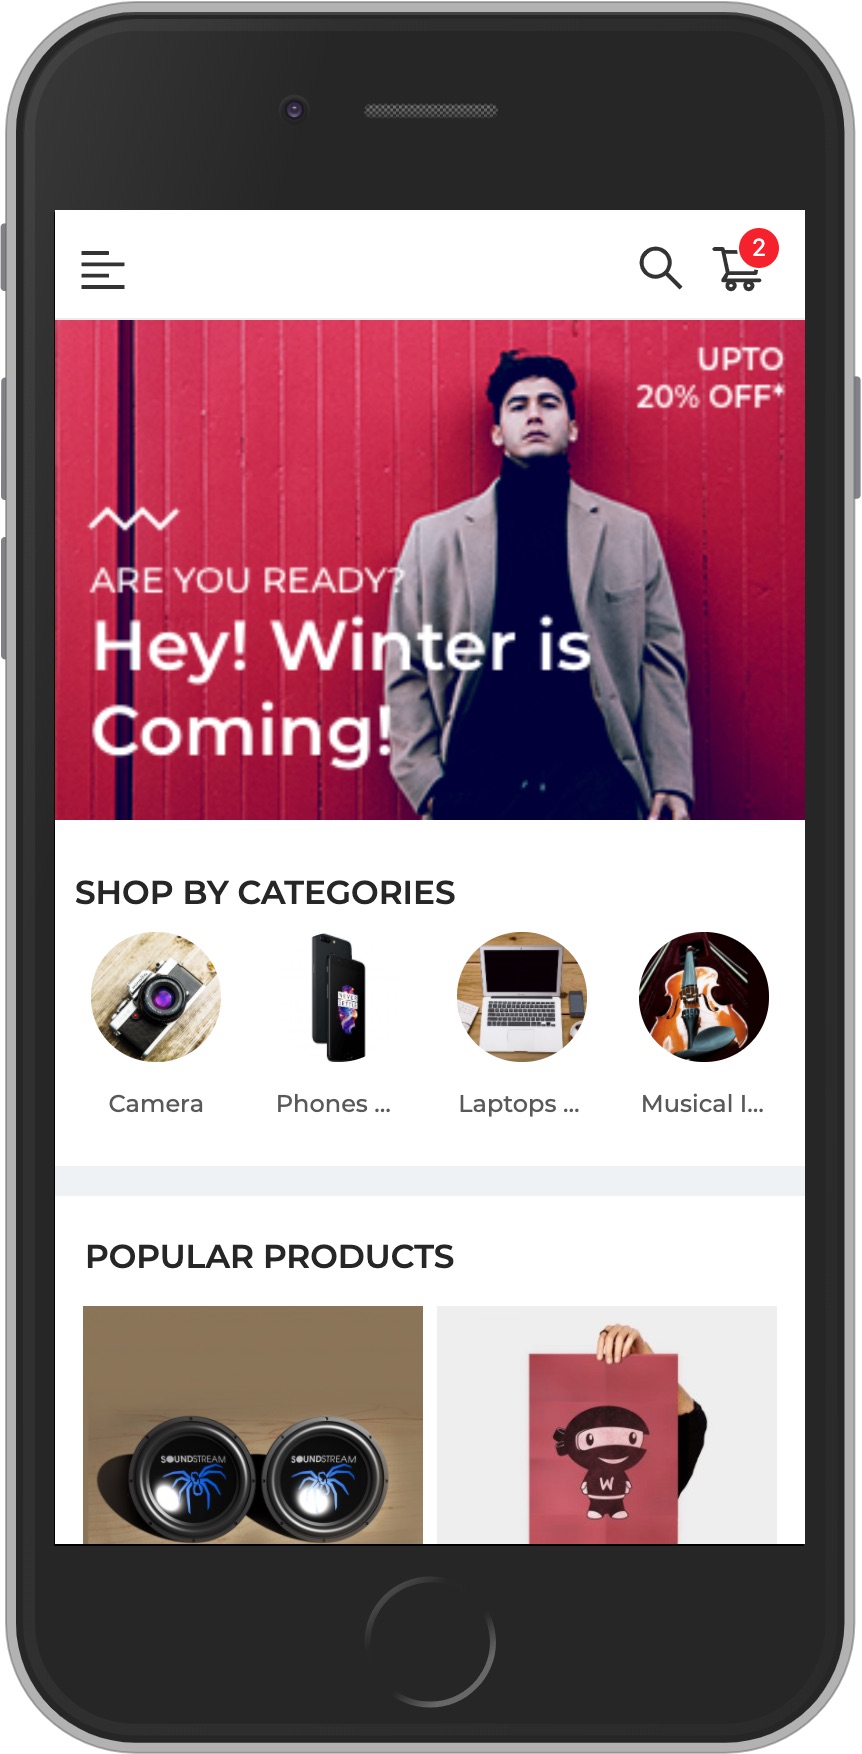 2
UPTO
20% OFF*
ARE YOU READY?
Hey! Winter is
Coming!
SHOP BY CATEGORIES
Camera
Phones ...
Laptops ...
Musical I...
POPULAR PRODUCTS
SOUNDSTREAM
SOUNDSTREAM
W